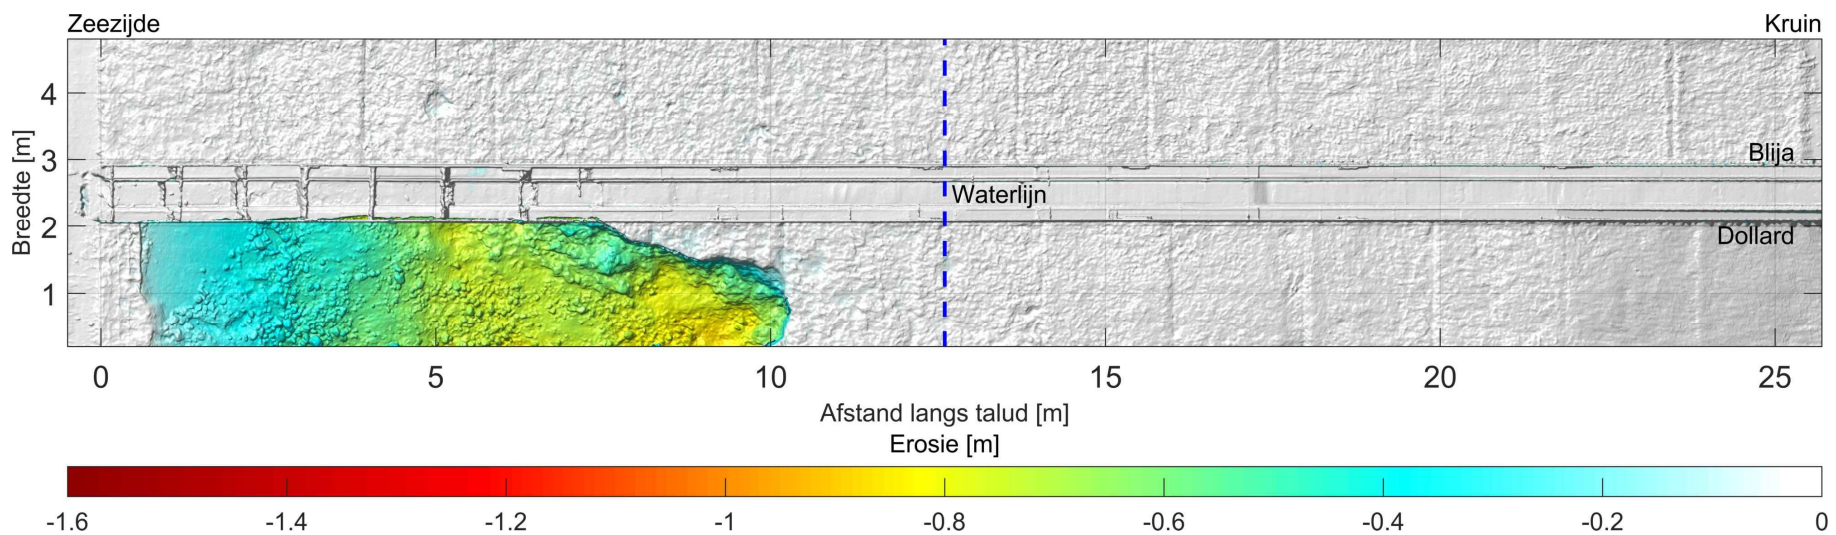 Zeezijde
Kruin
4
3
2
1
Breedte [m]
Blija
Waterlijn
Dollard
0 5 10 15 20 25
Afstand langs talud [m]
Erosie [m]
-1.6 -1.4 -1.2 -1 -0.8 -0.6 -0.4 -0.2 0